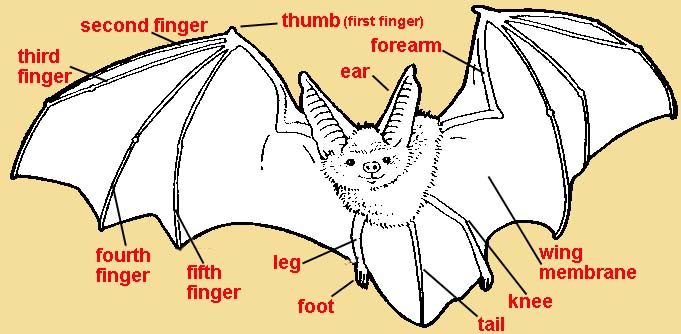 second finger
thumb (first finger)
third
finger
forearm
ear
fourth
finger
fifth
finger
leg
foot
wing
membrane
knee
tail